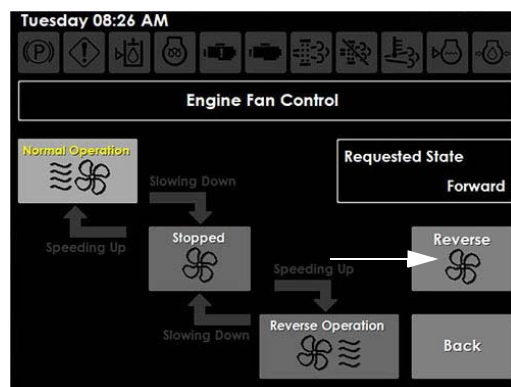 Tuesday 08:26 AM
(P)
Engine Fan Control
Normal Operation
Requested State
Forward
Slowing Down
Speeding Up
Stopped
Reverse
Speeding Up
Slowing Down
Reverse Operation
Back